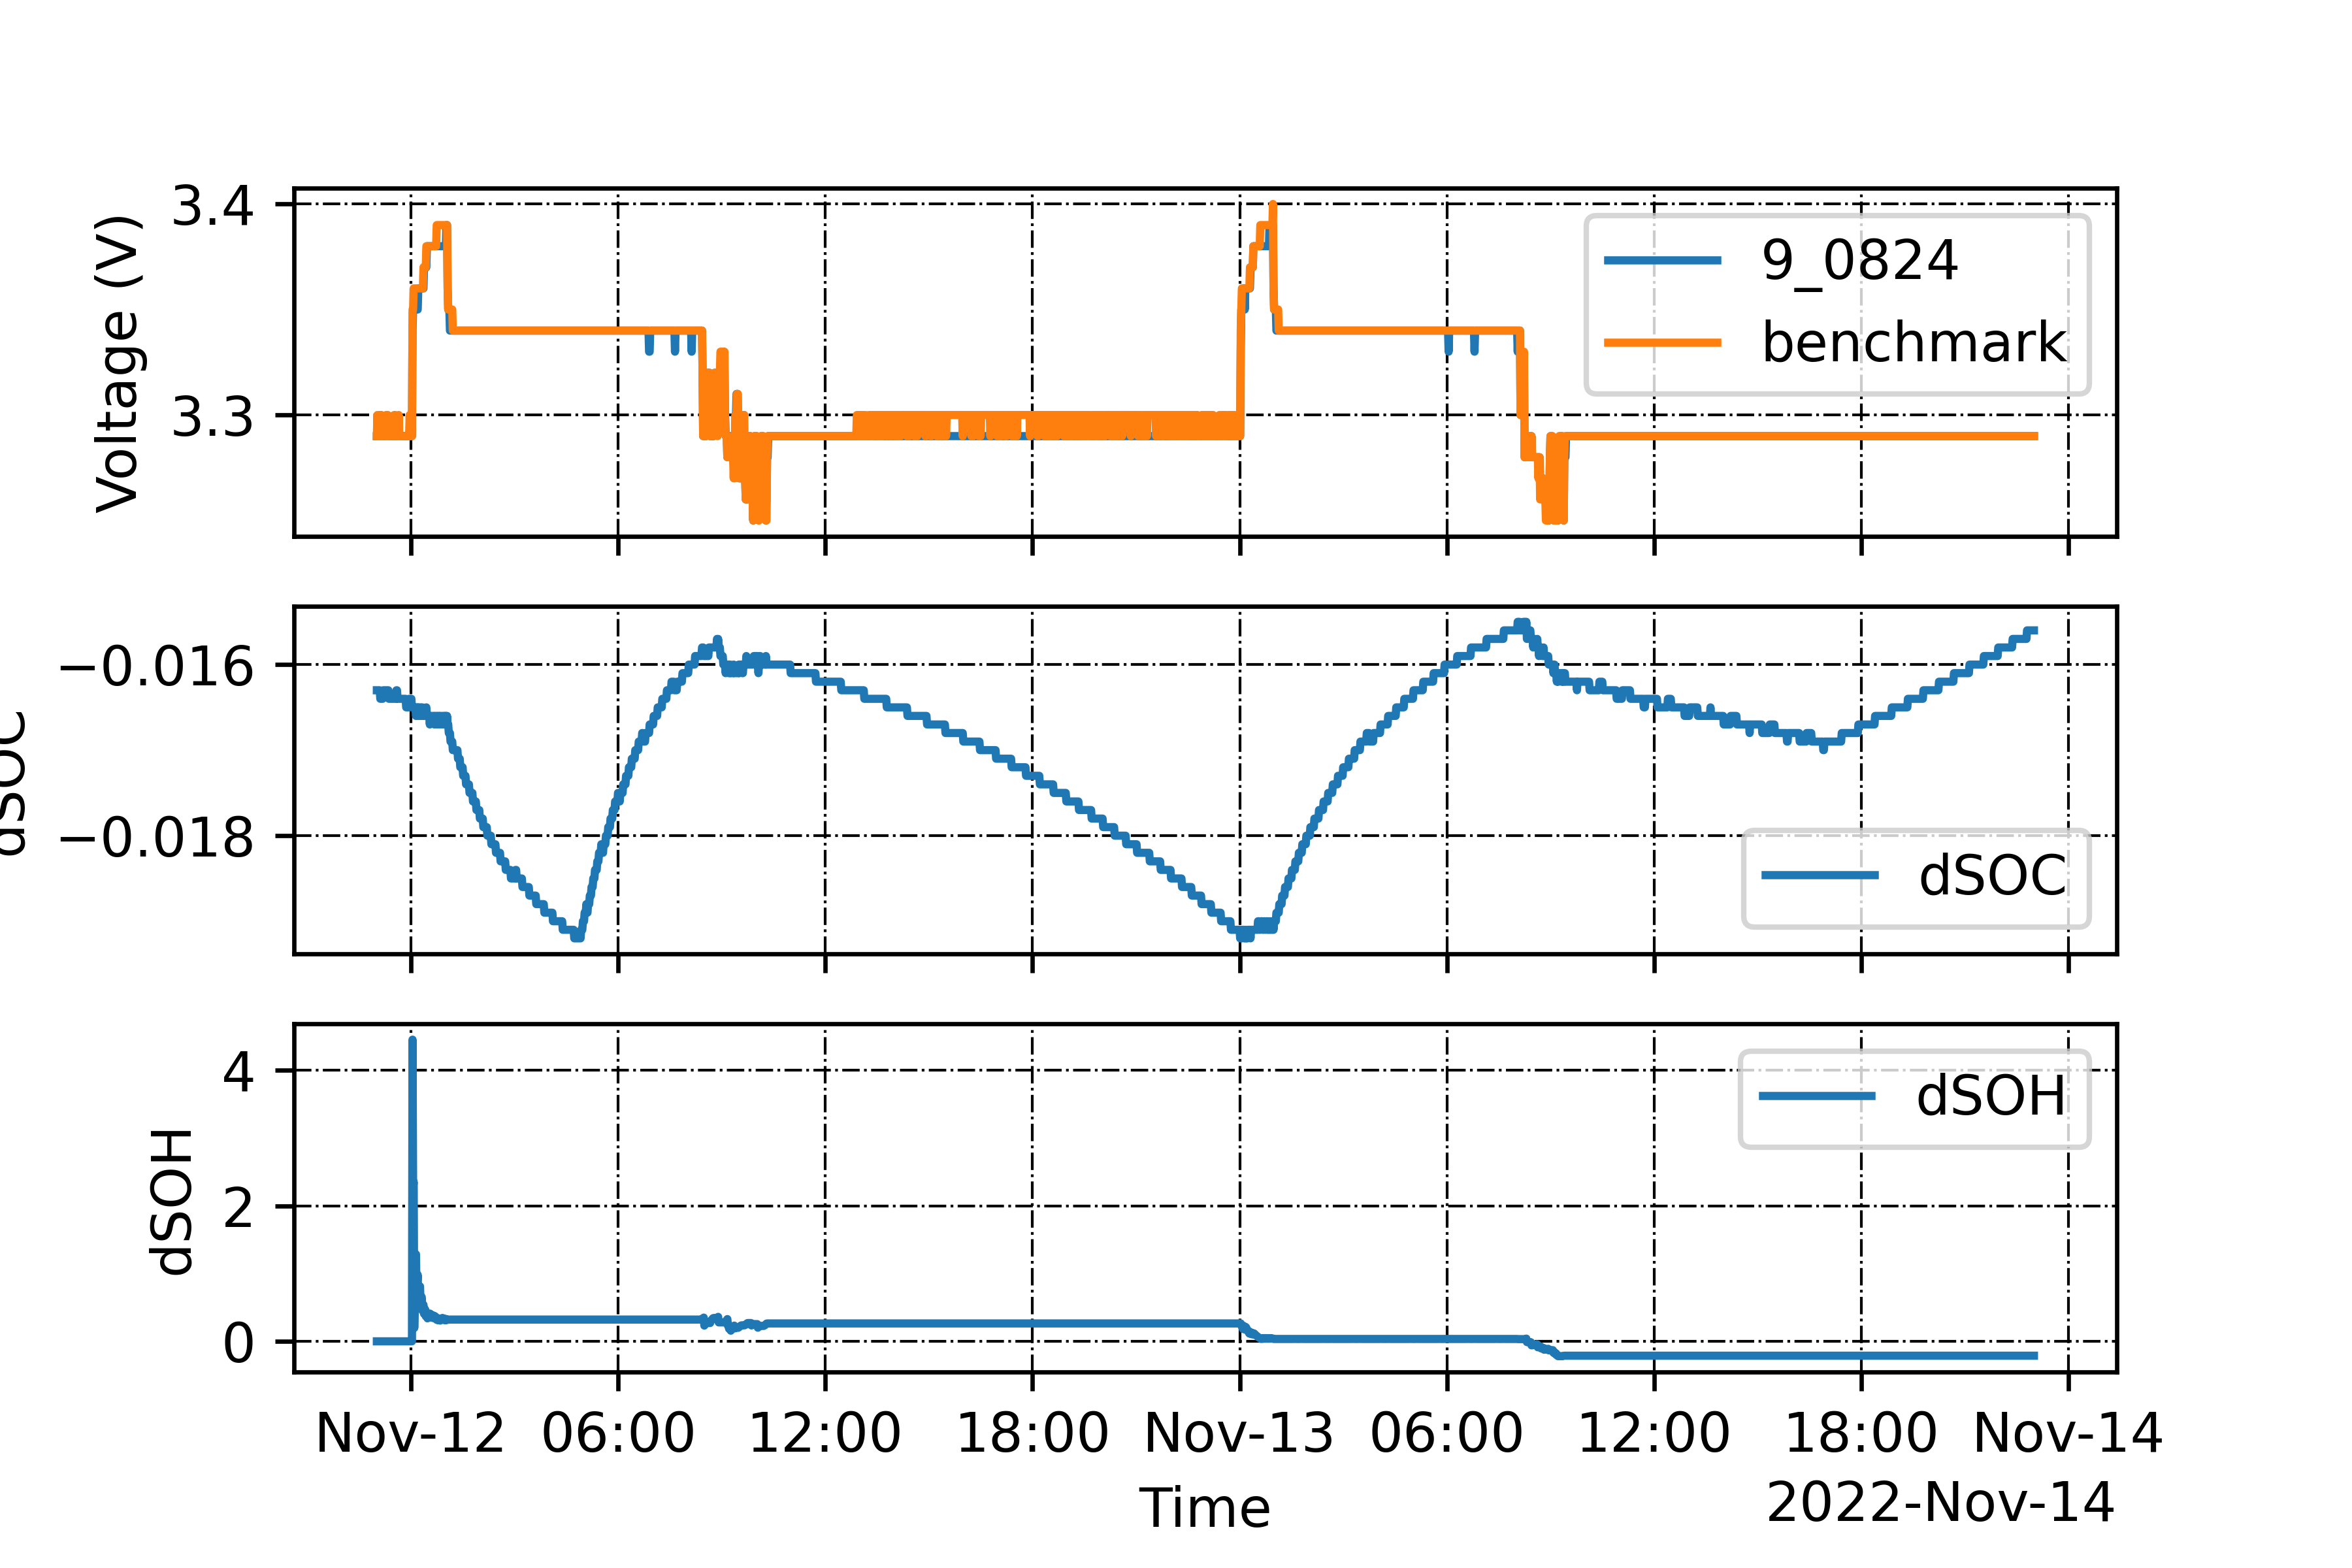 3.4
3.3
Voltage (V)
9_0824
benchmark
−0.016
−0.018
dSOC
dSOC
4
2
0
dSOH
dSOH
Nov-12 06:00 12:00 18:00 Nov-13 06:00 12:00 18:00 Nov-14
Time
2022-Nov-14